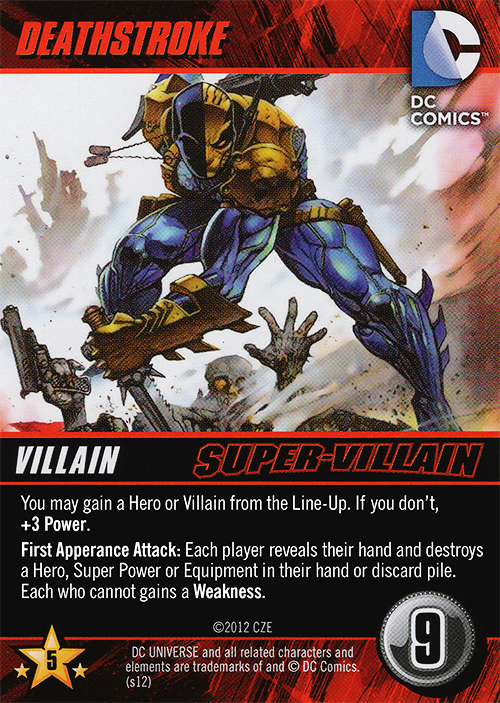 DEATHSTROKE
DC
COMICS™
VILLAIN
SUPER-VILLAIN
You may gain a Hero or Villain from the Line-Up. If you don't,
+3 Power.
First Apperance Attack: Each player reveals their hand and destroys
a Hero, Super Power or Equipment in their hand or discard pile.
Each who cannot gains a Weakness.
©2012 CZE
5
DC UNIVERSE and all related characters and
elements are trademarks of and © DC Comics.
(s12)
9